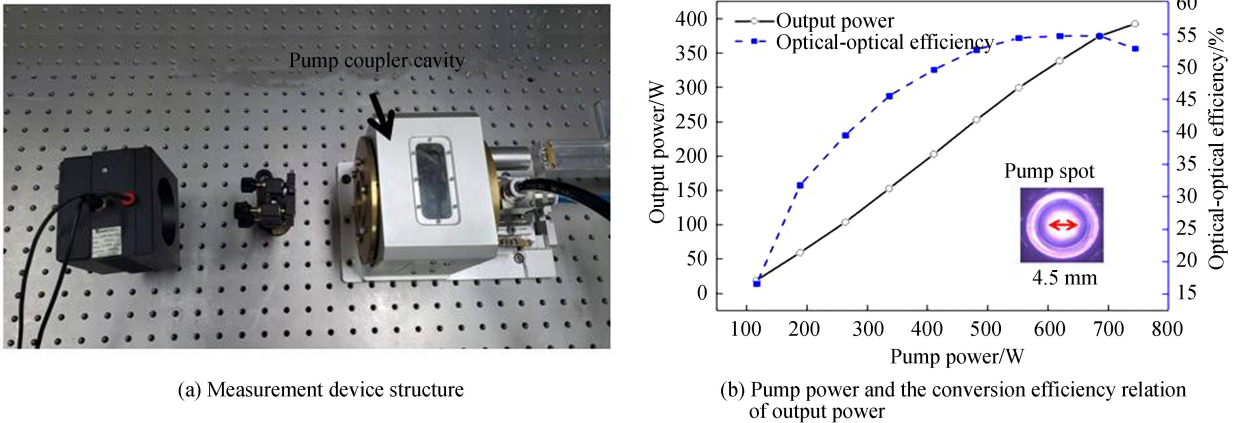 Pump coupler cavity
(a) Measurement device structure
400
350
300
250
200
150
100
50
0
Output power/W
Output power
Optical-optical efficiency
60
55
50
45
40
35
30
25
20
15
Optical-optical efficiency/%
Pump spot
4.5 mm
100 200 300 400 500 600 700 800
Pump power/W
(b) Pump power and the conversion efficiency relation
of output power